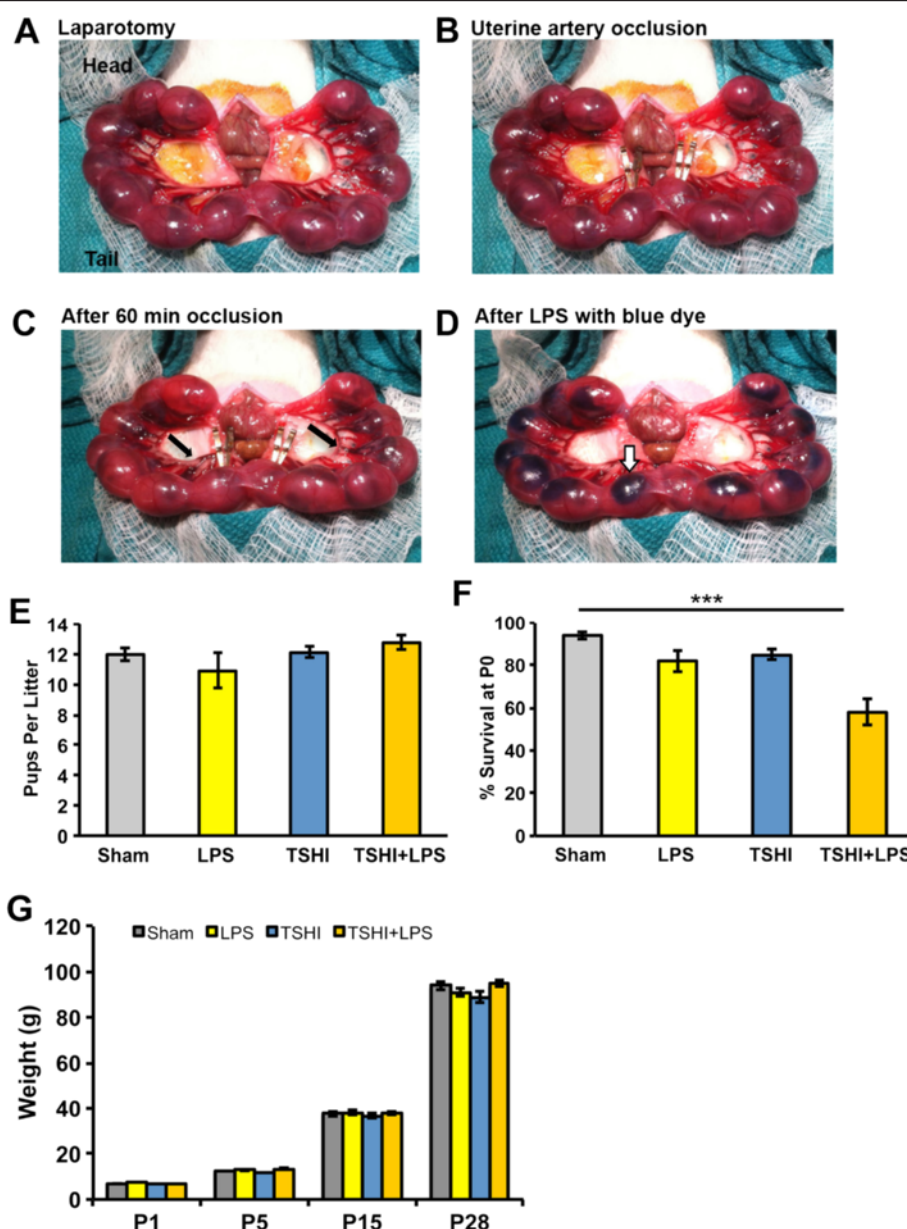 A Laparotomy
B Uterine artery occlusion
Head
Tail
C After 60 min occlusion
D After LPS with blue dye
E
Pups Per Litter
14
12
10
8
6
4
2
0
Sham LPS TSHI TSHI+LPS
F
***
% Survival at P0
100
80
60
40
20
0
Sham LPS TSHI TSHI+LPS
G
Weight (g)
120
100
80
60
40
20
0
Sham LPS TSHI TSHI+LPS
P1 P5 P15 P28